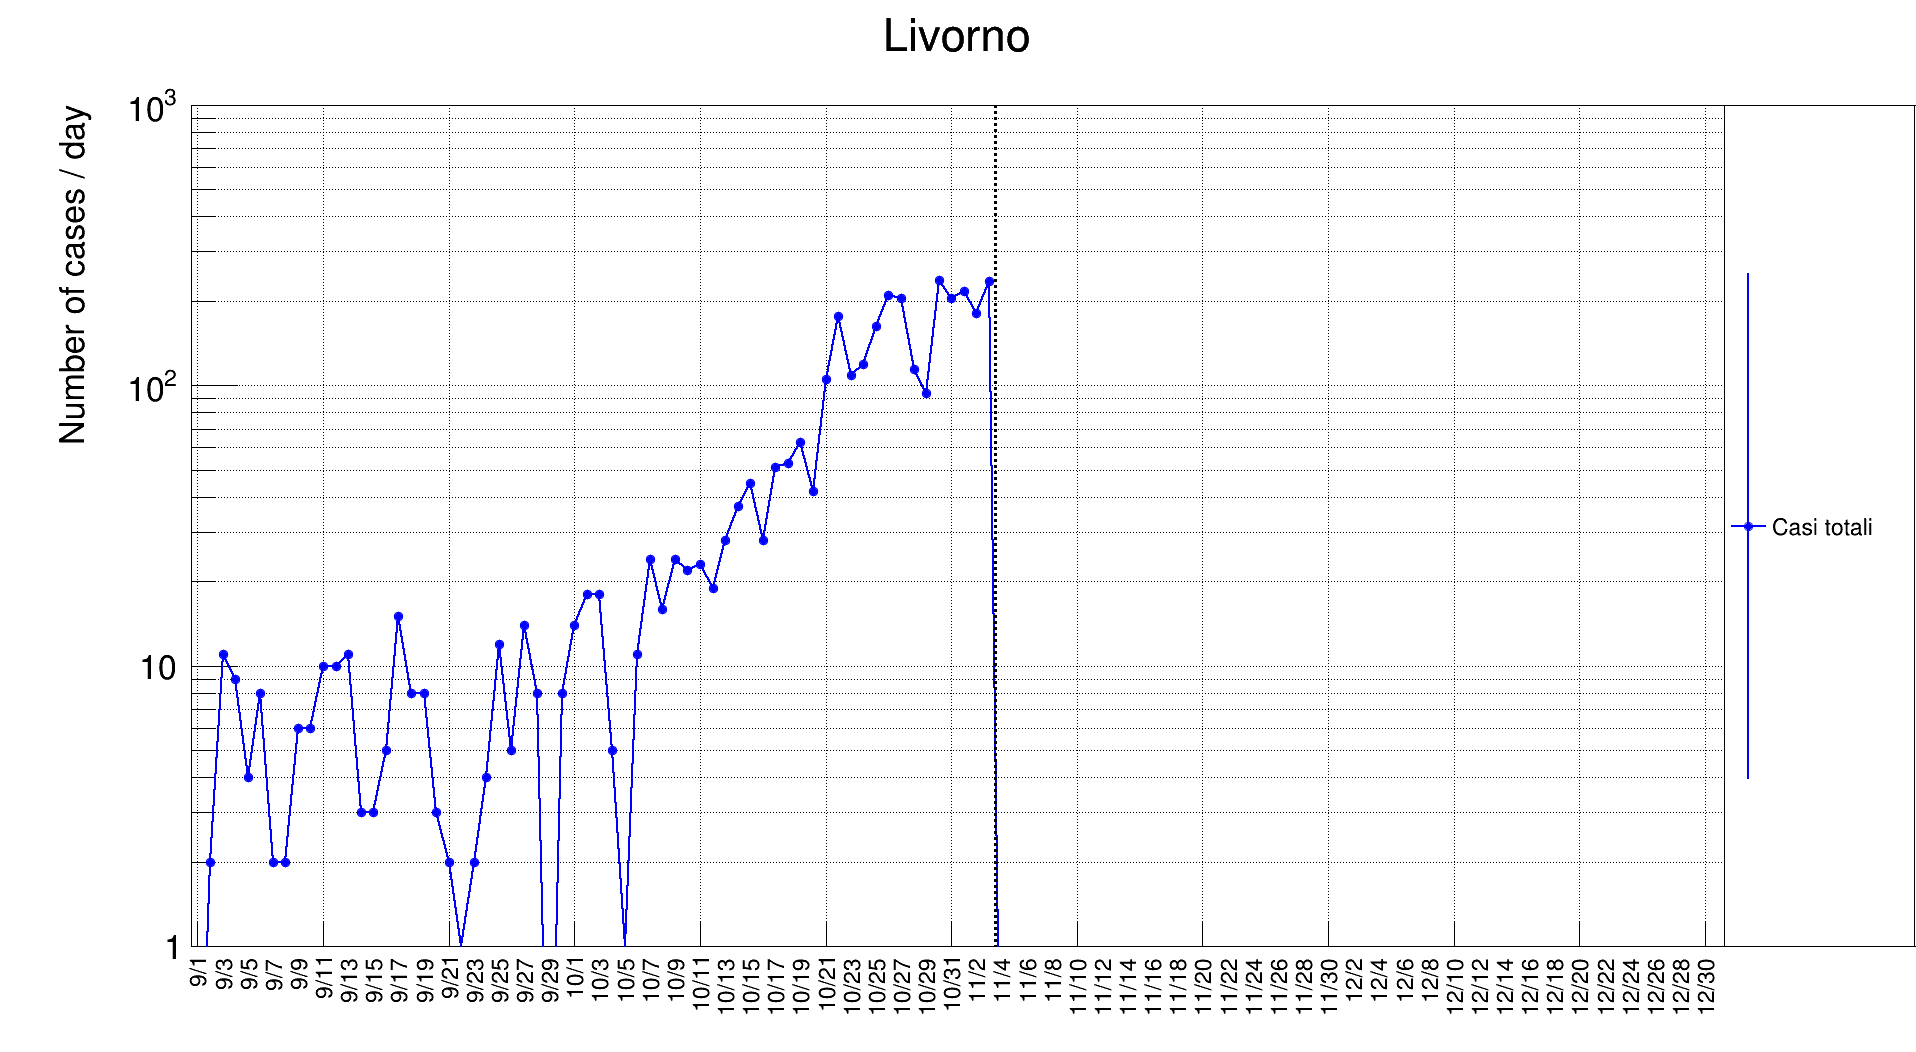 Livorno
Number of cases / day
10³
10²
10
1
9/1 9/3 9/5 9/7 9/9 9/11 9/13 9/15 9/17 9/19 9/21 9/23 9/25 9/27 9/29 10/1 10/3 10/5 10/7 10/9 10/11 10/13 10/15 10/17 10/19 10/21 10/23 10/25 10/27 10/29 10/31 11/2 11/4 11/6 11/8 11/10 11/12 11/14 11/16 11/18 11/20 11/22 11/24 11/26 11/28 11/30 12/2 12/4 12/6 12/8 12/10 12/12 12/14 12/16 12/18 12/20 12/22 12/24 12/26 12/28 12/30
Casi totali